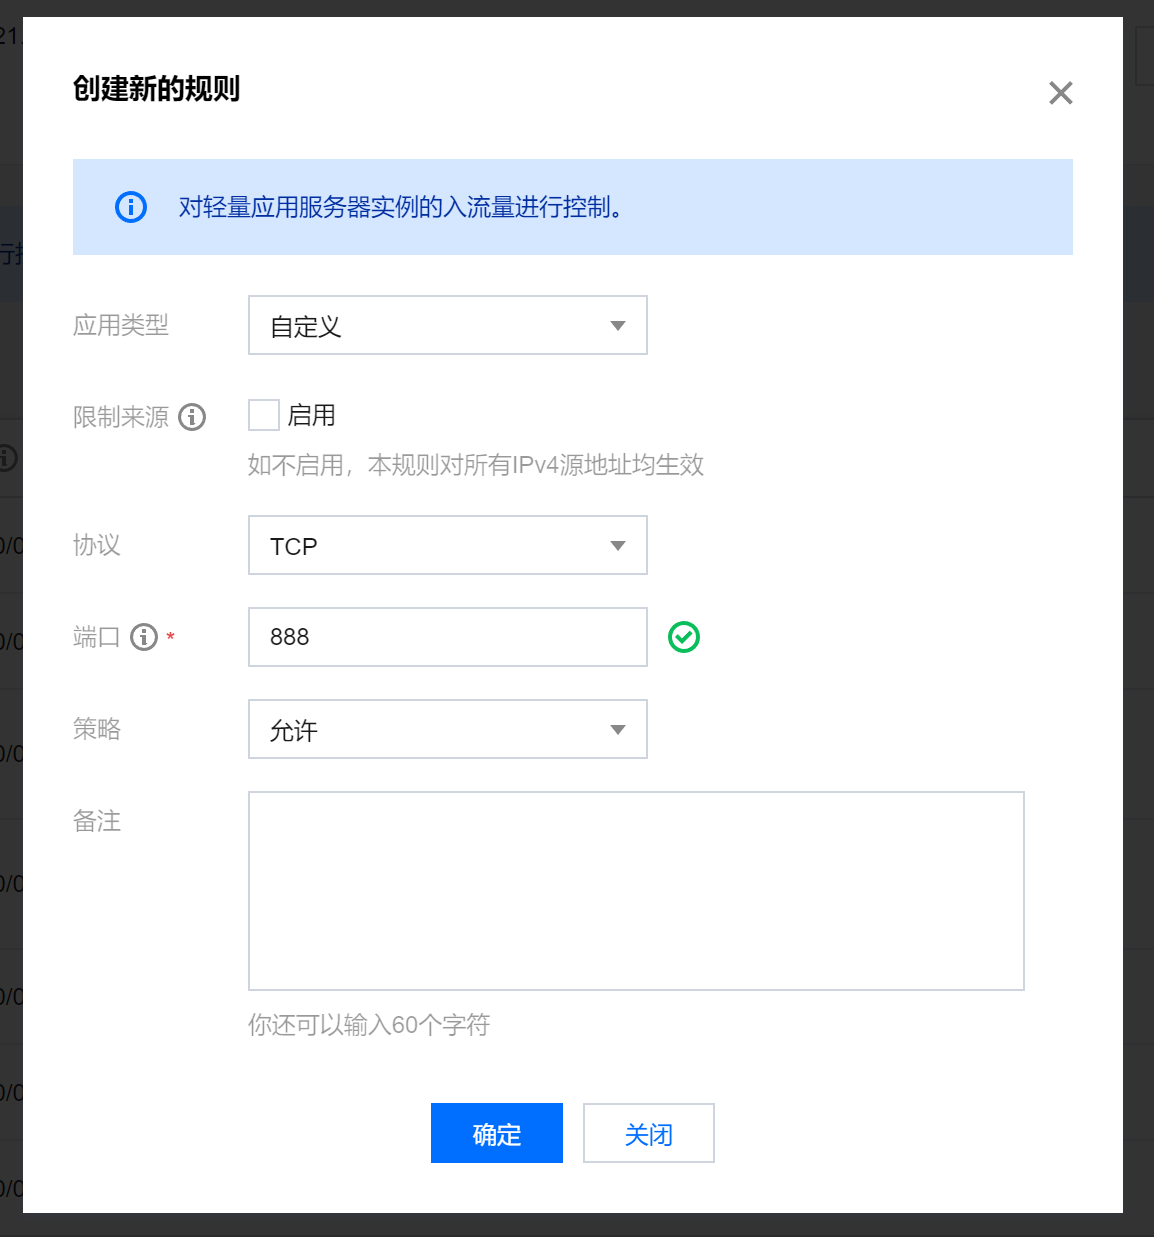 21.
创建新的规则
对轻量应用服务器实例的入流量进行控制。
应用类型
自定义
限制来源
启用
如不启用，本规则对所有IPv4源地址均生效
协议
TCP
端口 *
888
策略
允许
备注
你还可以输入60个字符
确定
关闭